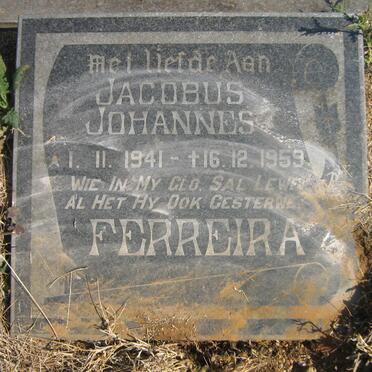 Met Liefde Aan
JACOBUS
JOHANNES
1. 11. 1941 - †16. 12. 1959
WIE IN MY GLO, SAL LEWE
AL HET HY OOK GESTERWE
FERREIRA